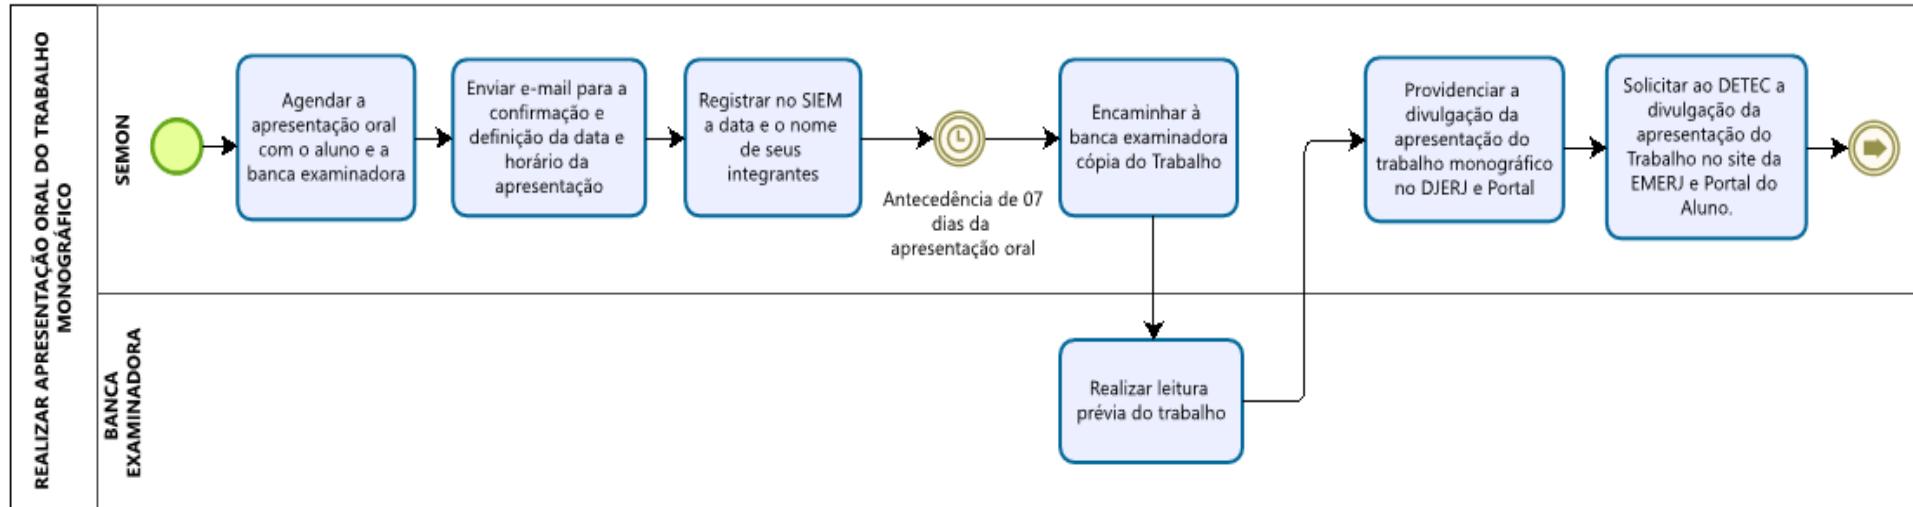 REALIZAR APRESENTAÇÃO ORAL DO TRABALHO
MONOGRÁFICO
SEMON
Agendar a
apresentação oral
com o aluno e a
banca examinadora
Enviar e-mail para a
confirmação e
definição da data e
horário da
apresentação
Registrar no SIEM
a data e o nome
de seus
integrantes
Antecedência de 07
dias da
apresentação oral
Encaminhar à
banca examinadora
cópia do Trabalho
Providenciar a
divulgação da
apresentação do
trabalho monográfico
no DJERJ e Portal
Solicitar ao DETEC a
divulgação da
apresentação do
Trabalho no site da
EMERJ e Portal do
Aluno.
BANCA
EXAMINADORA
Realizar leitura
prévia do trabalho